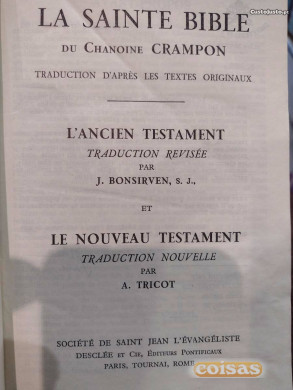 LA SAINTE BIBLE
DU CHANOINE CRAMPON
TRADUCTION D'APRÈS LES TEXTES ORIGINAUX
L'ANCIEN TESTAMENT
TRADUCTION REVISÉE
PAR
J. BONSIRVEN, S. J.,
ET
LE NOUVEAU TESTAMENT
TRADUCTION NOUVELLE
PAR
A. TRICOT
SOCIÉTÉ DE SAINT JEAN L'ÉVANGÉLISTE
DESCLÉE ET Cie, ÉDITEURS PONTIFICAUX
PARIS, TOURNAI, ROME
coisas